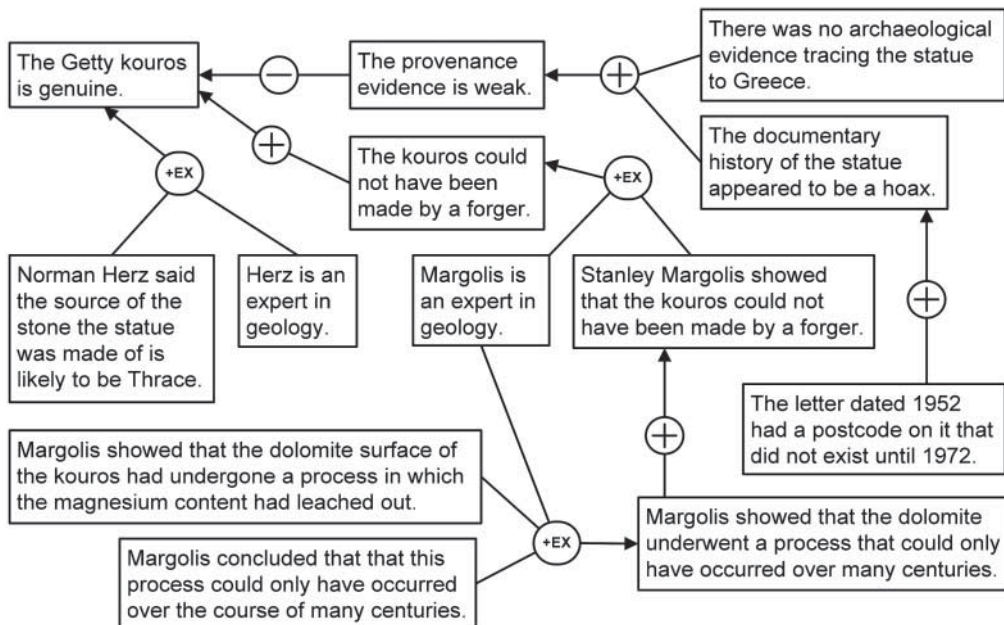 The Getty kouros
is genuine.
−
The provenance
evidence is weak.
+
There was no archaeological
evidence tracing the statue
to Greece.
The documentary
history of the statue
appeared to be a hoax.
+
The kouros could
not have been
made by a forger.
+EX
+EX
Norman Herz said
the source of the
stone the statue
was made of is
likely to be Thrace.
Herz is an
expert in
geology.
Margolis is
an expert in
geology.
Stanley Margolis showed
that the kouros could not
have been made by a forger.
+
The letter dated 1952
had a postcode on it that
did not exist until 1972.
+
Margolis showed that the dolomite surface of
the kouros had undergone a process in which
the magnesium content had leached out.
Margolis concluded that that this
process could only have occurred
over the course of many centuries.
+EX
Margolis showed that the dolomite
underwent a process that could only
have occurred over many centuries.